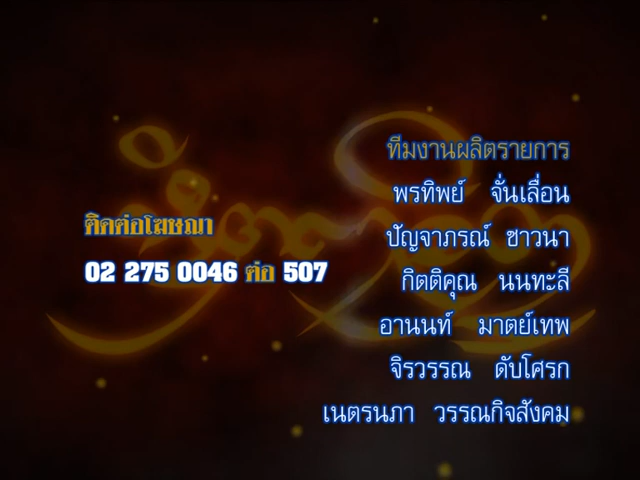 ติดต่อโฆษณา
02 275 0046 ต่อ 507
ทีมงานผลิตรายการ
พรทิพย์ จั่นเลื่อน
ปัญจาภรณ์ ชาวนา
กิตติคุณ นนทะลี
อานนท์ มาตย์เทพ
จิรวรรณ ดับโศรก
เนตรนภา วรรณกิจสังคม